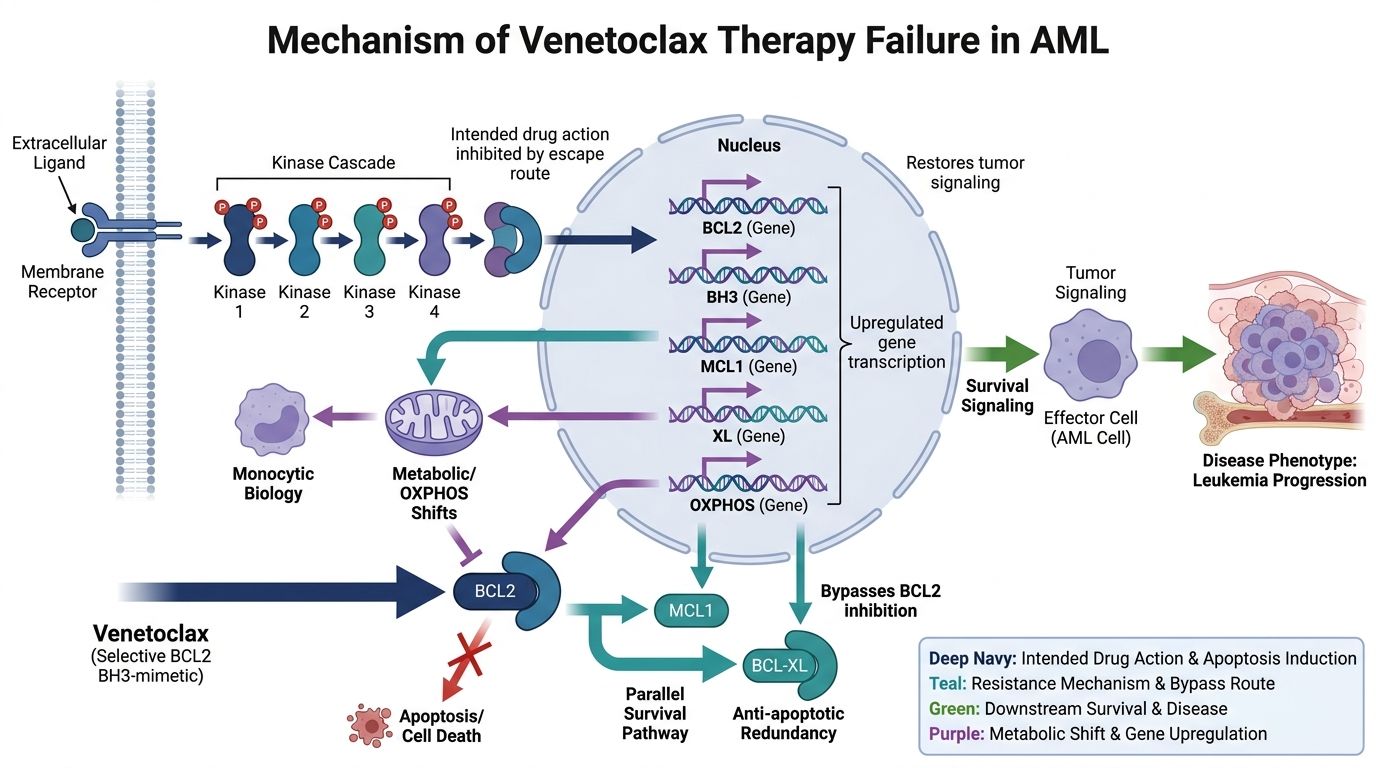 Mechanism of Venetoclax Therapy Failure in AML
Extracellular
Ligand
Membrane
Receptor
Kinase Cascade
P
P
P
P
P
P
P
P
P
Kinase
1
Kinase
2
Kinase
3
Kinase
4
Intended drug action
inhibited by escape
route
Nucleus
BCL2 (Gene)
BH3 (Gene)
MCL1 (Gene)
XL (Gene)
OXPHOS (Gene)
Upregulated
gene
transcription
Restores tumor
signaling
Survival
Signaling
Tumor
Signaling
Effector Cell
(AML Cell)
Disease Phenotype:
Leukemia Progression
Monocytic
Biology
Metabolic/
OXPHOS
Shifts
Venetoclax
(Selective BCL2
BH3-mimetic)
BCL2
Apoptosis/
Cell Death
MCL1
BCL-XL
Bypasses BCL2
inhibition
Parallel
Survival
Pathway
Anti-apoptotic
Redundancy
Deep Navy: Intended Drug Action & Apoptosis Induction
Teal: Resistance Mechanism & Bypass Route
Green: Downstream Survival & Disease
Purple: Metabolic Shift & Gene Upregulation